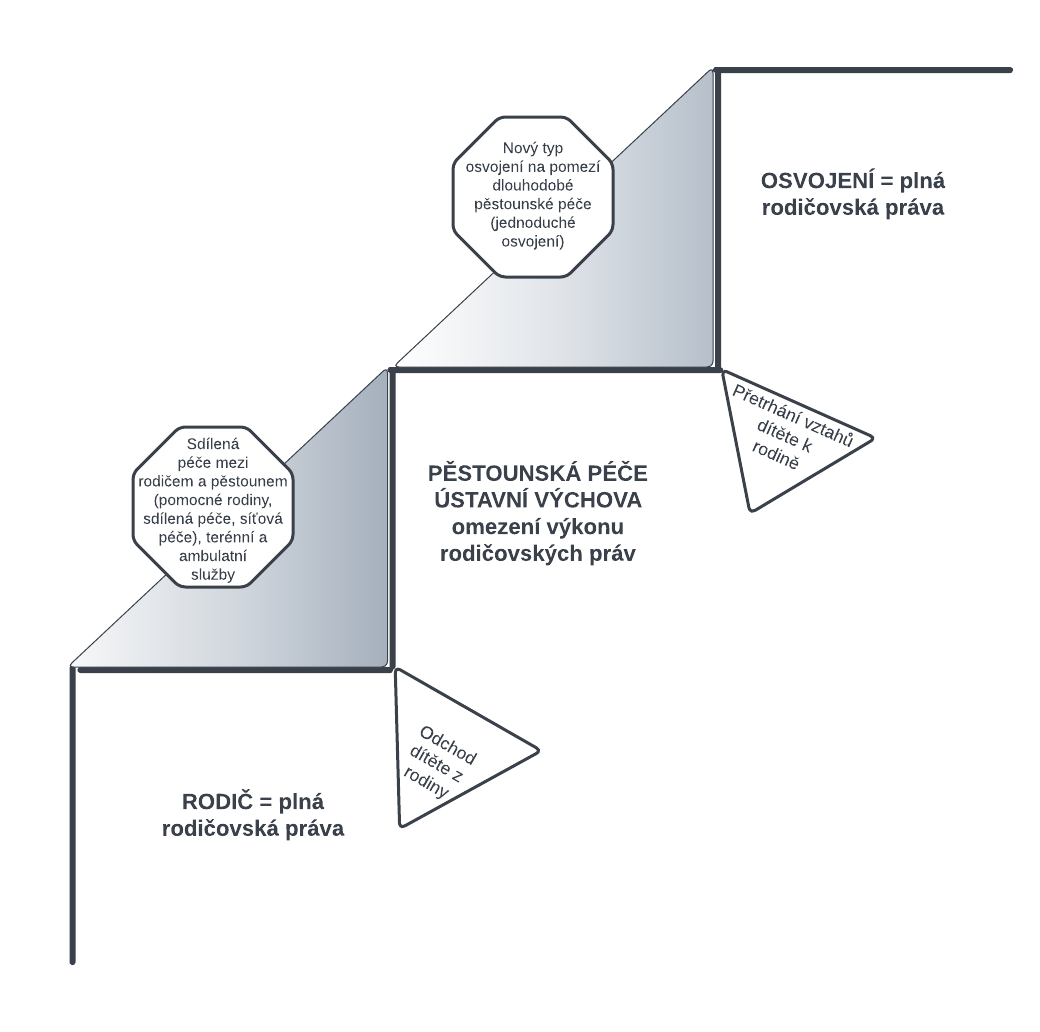 Nový typ
osvojení na pomezí
dlouhodobé
pěstounské péče
(jednoduché
osvojení)
OSVOJENÍ = plná
rodičovská práva
Přetrhání vztahů
dítěte k
rodině
Sdílená
péče mezi
rodičem a pěstounem
(pomocné rodiny,
sdílená péče, síťová
péče), terénní a
ambulatní
služby
PĚSTOUNSKÁ PÉČE
ÚSTAVNÍ VÝCHOVA
omezení výkonu
rodičovských práv
Odchod
dítěte z
rodiny
RODIČ = plná
rodičovská práva